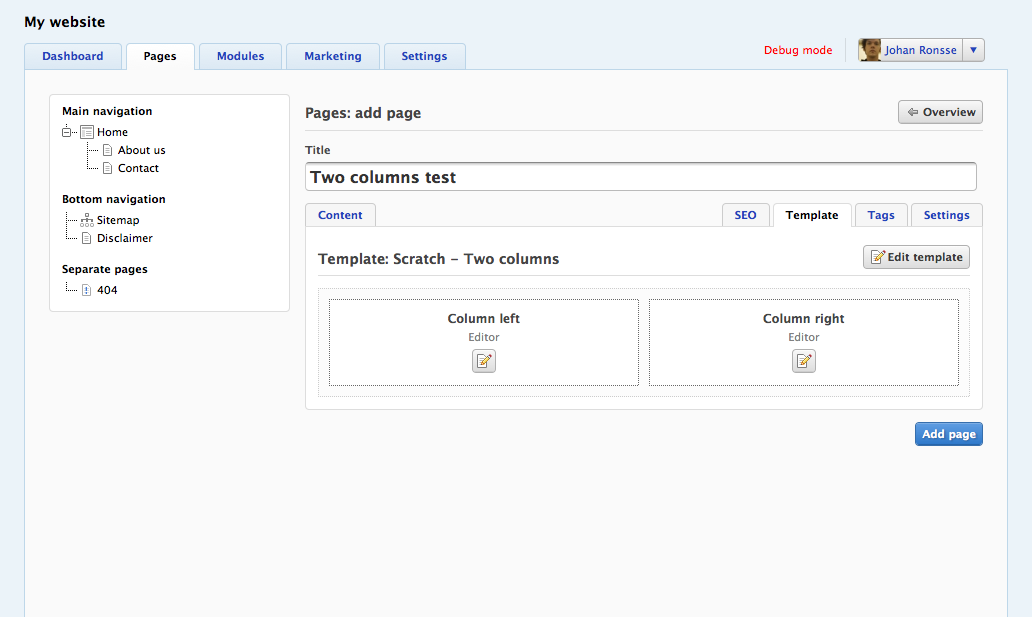 My website
Dashboard Pages Modules Marketing Settings Debug mode Johan Ronsse
Main navigation
Home
About us
Contact
Bottom navigation
Sitemap
Disclaimer
Separate pages
404
Pages: add page Overview
Title
Two columns test
Content SEO Template Tags Settings
Template: Scratch – Two columns Edit template
Column left
Editor
Column right
Editor
Add page